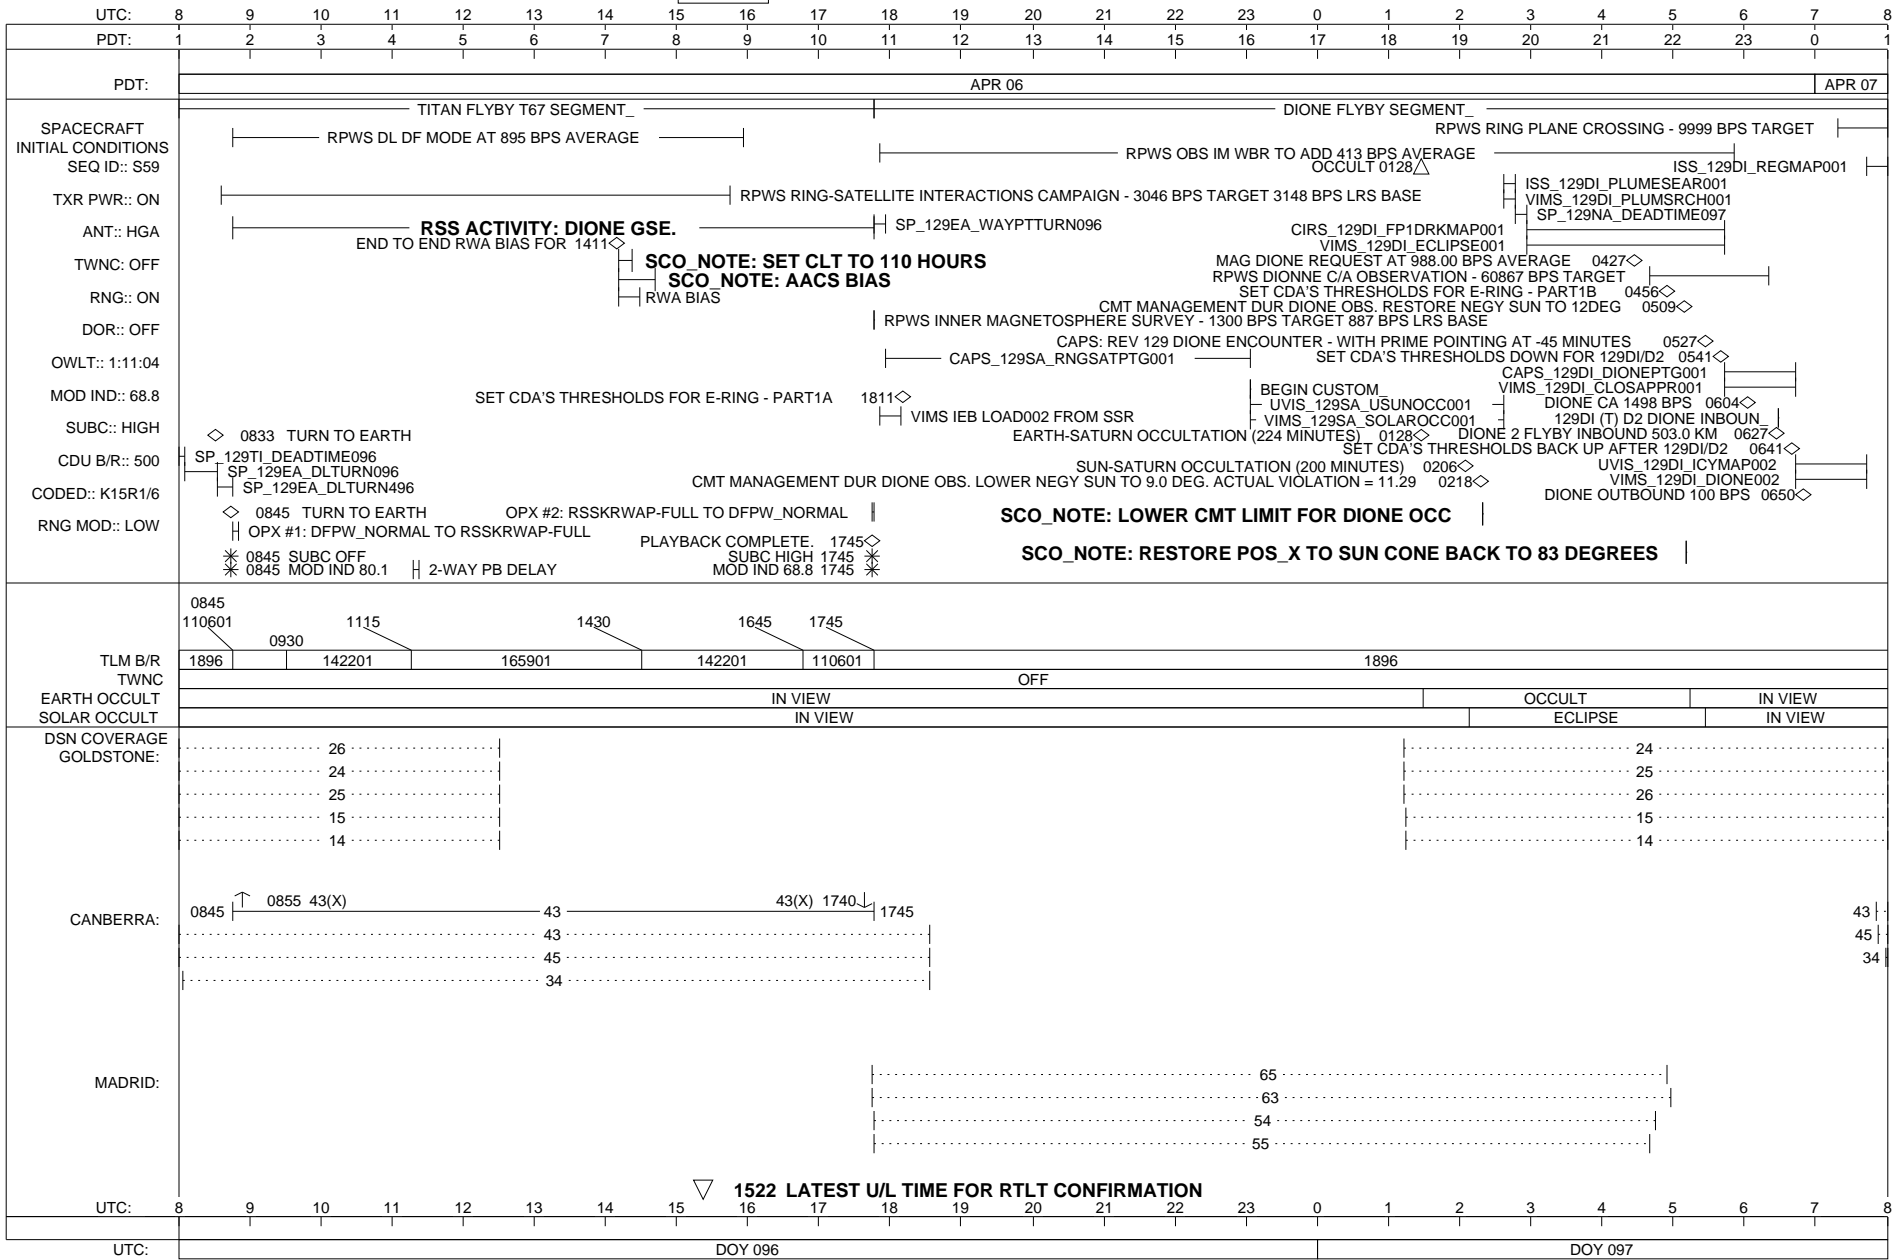 UTC: 8 9 10 11 12 13 14 15 16 17 18 19 20 21 22 23 0 1 2 3 4 5 6 7 8
PDT: 1 2 3 4 5 6 7 8 9 10 11 12 13 14 15 16 17 18 19 20 21 22 23 0 1
PDT: APR 06 APR 07
TITAN FLYBY T67 SEGMENT_ DIONE FLYBY SEGMENT_
SPACECRAFT
INITIAL CONDITIONS
SEQ ID:: S59
TXR PWR:: ON
ANT:: HGA
TWNC: OFF
RNG:: ON
DOR:: OFF
OWLT:: 1:11:04
MOD IND:: 68.8
SUBC:: HIGH
CDU B/R:: 500
CODED:: K15R1/6
RNG MOD:: LOW
RPWS RING PLANE CROSSING - 9999 BPS TARGET
RPWS DL DF MODE AT 895 BPS AVERAGE
RPWS OBS IM WBR TO ADD 413 BPS AVERAGE
OCCULT 0128△ ISS_129DI_REGMAP001
ISS_129DI_PLUMESEAR001
RPWS RING-SATELLITE INTERACTIONS CAMPAIGN - 3046 BPS TARGET 3148 BPS LRS BASE
VIMS_129DI_PLUMSRCH001
SP_129NA_DEADTIME097
RSS ACTIVITY: DIONE GSE.
SP_129EA_WAYPTTURN096
CIRS_129DI_FP1DRKMAP001
END TO END RWA BIAS FOR 1411◇
VIMS_129DI_ECLIPSE001
SCO_NOTE: SET CLT TO 110 HOURS
MAG DIONE REQUEST AT 988.00 BPS AVERAGE 0427◇
SCO_NOTE: AACS BIAS
RPWS DIONNE C/A OBSERVATION - 60867 BPS TARGET
RWA BIAS
SET CDA'S THRESHOLDS FOR E-RING - PART1B 0456◇
CMT MANAGEMENT DUR DIONE OBS. RESTORE NEGY SUN TO 12DEG 0509◇
RPWS INNER MAGNETOSPHERE SURVEY - 1300 BPS TARGET 887 BPS LRS BASE
CAPS: REV 129 DIONE ENCOUNTER - WITH PRIME POINTING AT -45 MINUTES 0527◇
CAPS_129SA_RNGSATPTG001
SET CDA'S THRESHOLDS DOWN FOR 129DI/D2 0541◇
CAPS_129DI_DIONEPTG001
BEGIN CUSTOM_ VIMS_129DI_CLOSAPPR001
SET CDA'S THRESHOLDS FOR E-RING - PART1A 1811◇
UVIS_129SA_USUNOCC001 DIONE CA 1498 BPS 0604◇
VIMS IEB LOAD002 FROM SSR
VIMS_129SA_SOLAROCC001 129DI (T) D2 DIONE INBOUN_
◇ 0833 TURN TO EARTH
EARTH-SATURN OCCULTATION (224 MINUTES) 0128◇ DIONE 2 FLYBY INBOUND 503.0 KM 0627◇
SET CDA'S THRESHOLDS BACK UP AFTER 129DI/D2 0641◇
SP_129TI_DEADTIME096
SUN-SATURN OCCULTATION (200 MINUTES) 0206◇ UVIS_129DI_ICYMAP002
SP_129EA_DLTURN096
CMT MANAGEMENT DUR DIONE OBS. LOWER NEGY SUN TO 9.0 DEG. ACTUAL VIOLATION = 11.29 0218◇ VIMS_129DI_DIONE002
SP_129EA_DLTURN496
DIONE OUTBOUND 100 BPS 0650◇
◇ 0845 TURN TO EARTH OPX #2: RSSKRWAP-FULL TO DFPW_NORMAL
SCO_NOTE: LOWER CMT LIMIT FOR DIONE OCC
OPX #1: DFPW_NORMAL TO RSSKRWAP-FULL
PLAYBACK COMPLETE. 1745◇
SCO_NOTE: RESTORE POS_X TO SUN CONE BACK TO 83 DEGREES
0845 SUBC OFF SUBC HIGH 1745
0845 MOD IND 80.1 2-WAY PB DELAY MOD IND 68.8 1745
0845
110601 1115 1430 1645 1745
0930
TLM B/R 1896 142201 165901 142201 110601 1896
TWNC OFF
EARTH OCCULT IN VIEW OCCULT IN VIEW
SOLAR OCCULT IN VIEW ECLIPSE IN VIEW
DSN COVERAGE
GOLDSTONE:
26 24
24 25
25 26
15 15
14 14
CANBERRA:
↑ 0855 43(X) 43(X) 1740↓
0845 43 1745 43
43 45
45 34
34
MADRID:
65
63
54
55
▽ 1522 LATEST U/L TIME FOR RTLT CONFIRMATION
UTC: 8 9 10 11 12 13 14 15 16 17 18 19 20 21 22 23 0 1 2 3 4 5 6 7 8
UTC: DOY 096 DOY 097